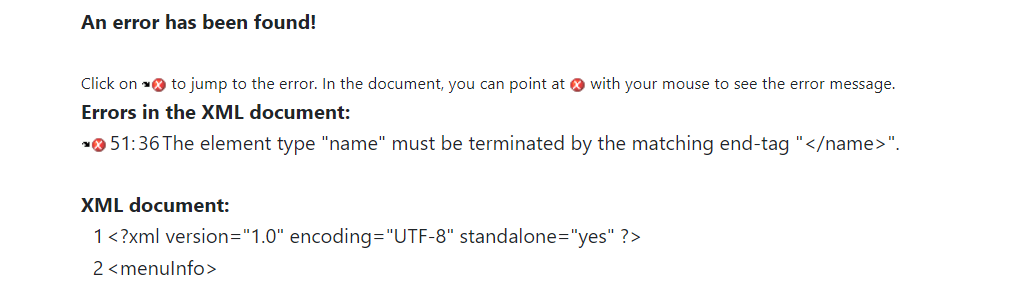 An error has been found!
Click on to jump to the error. In the document, you can point at with your mouse to see the error message.
Errors in the XML document:
51:36 The element type "name" must be terminated by the matching end-tag "</name>".
XML document:
1 <?xml version="1.0" encoding="UTF-8" standalone="yes" ?>
2 <menuInfo>